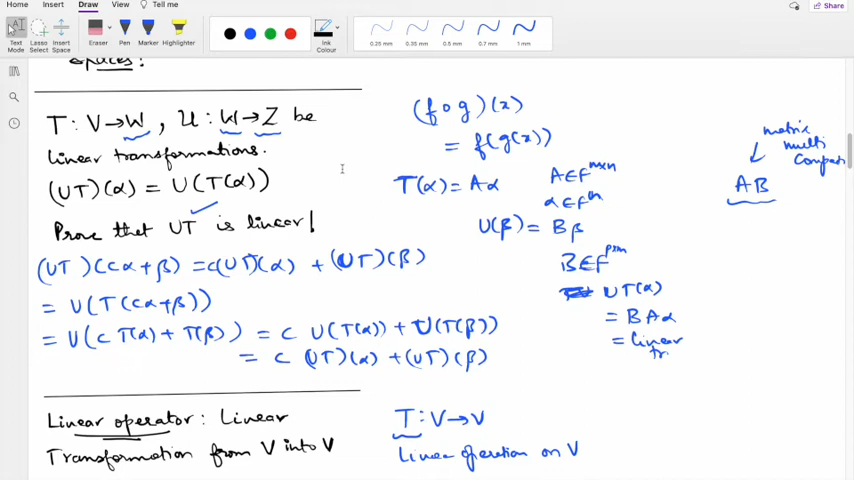 Home Insert Draw View Tell me
Share
Text Mode
Lasso Select
Insert Space
Eraser
Pen
Marker
Highlighter
Ink Colour
0.25 mm 0.35 mm 0.5 mm 0.7 mm 1 mm
Spaces:
T: V→W, U: W→Z be
linear transformations.
(UT)(α) = U(T(α))
Prove that UT is linear!
(UT)(cα+β) = c(UT)(α) + (UT)(β)
= U(T(cα+β))
= U(c T(α) + T(β)) = c U(T(α)) + U(T(β))
= c (UT)(α) + (UT)(β)
(f o g)(x)
= f(g(x))
T(α) = Aα
A∈F^{m×n}
α∈F^{n}
U(β) = Bβ
B∈F^{p×m}
UT(α)
= BAα
= linear
tr.
matrix
multi
AB
Linear operator: Linear
Transformation from V into V
T: V→V
Linear operation on V